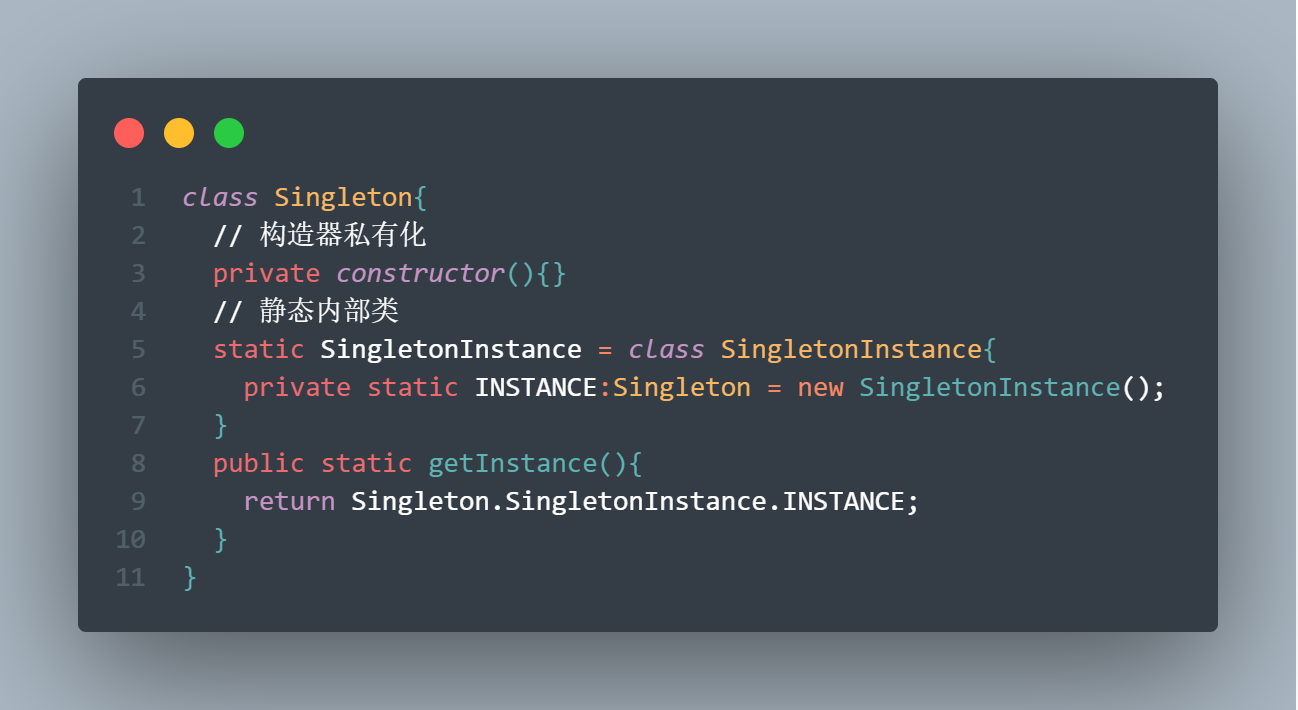 1 class Singleton{
2 // 构造器私有化
3 private constructor(){}
4 // 静态内部类
5 static SingletonInstance = class SingletonInstance{
6 private static INSTANCE:Singleton = new SingletonInstance();
7 }
8 public static getInstance(){
9 return Singleton.SingletonInstance.INSTANCE;
10 }
11 }